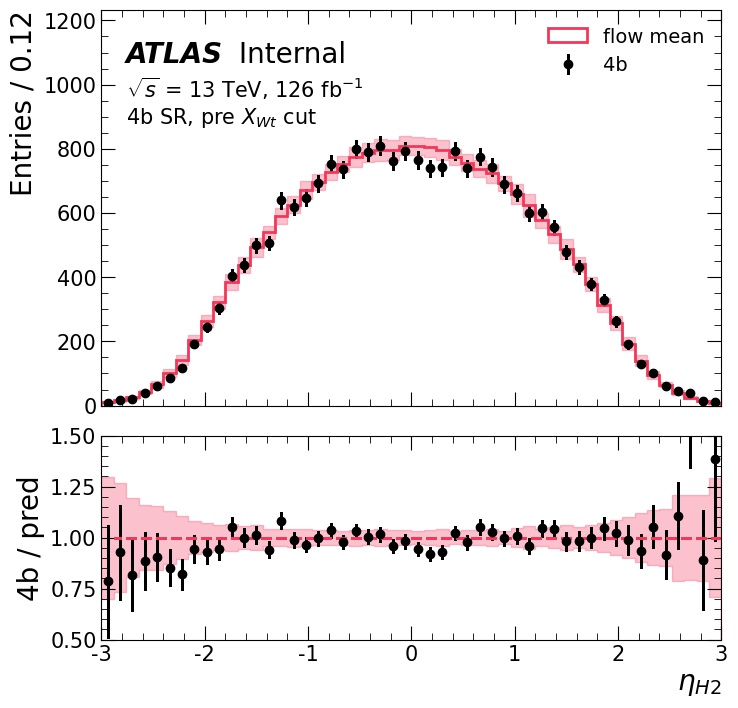 Entries / 0.12
1200
1000
800
600
400
200
0
ATLAS Internal
√s = 13 TeV, 126 fb⁻¹
4b SR, pre X_Wt cut
flow mean
4b
4b / pred
1.50
1.25
1.00
0.75
0.50
-3 -2 -1 0 1 2 3
η_H2